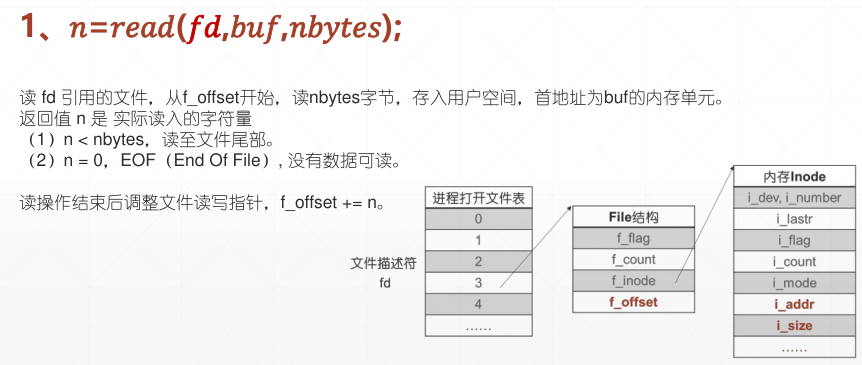 1、n=read(fd,buf,nbytes);
读 fd 引用的文件，从f_offset开始，读nbytes字节，存入用户空间，首地址为buf的内存单元。
返回值 n 是 实际读入的字符量
（1）n < nbytes，读至文件尾部。
（2）n = 0，EOF（End Of File）, 没有数据可读。
读操作结束后调整文件读写指针，f_offset += n。
文件描述符
fd
进程打开文件表
0
1
2
3
4
……
File结构
f_flag
f_count
f_inode
f_offset
内存Inode
i_dev, i_number
i_lastr
i_flag
i_count
i_mode
i_addr
i_size
……